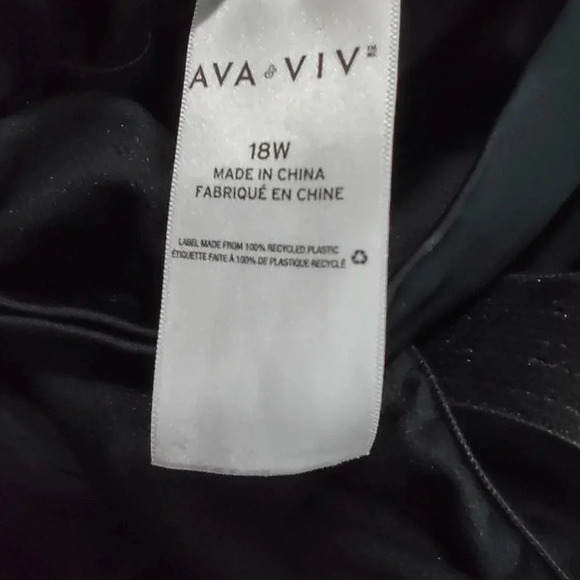 AVA & VIV™
18W
MADE IN CHINA
FABRIQUÉ EN CHINE
LABEL MADE FROM 100% RECYCLED PLASTIC
ÉTIQUETTE FAITE À 100% DE PLASTIQUE RECYCLÉ